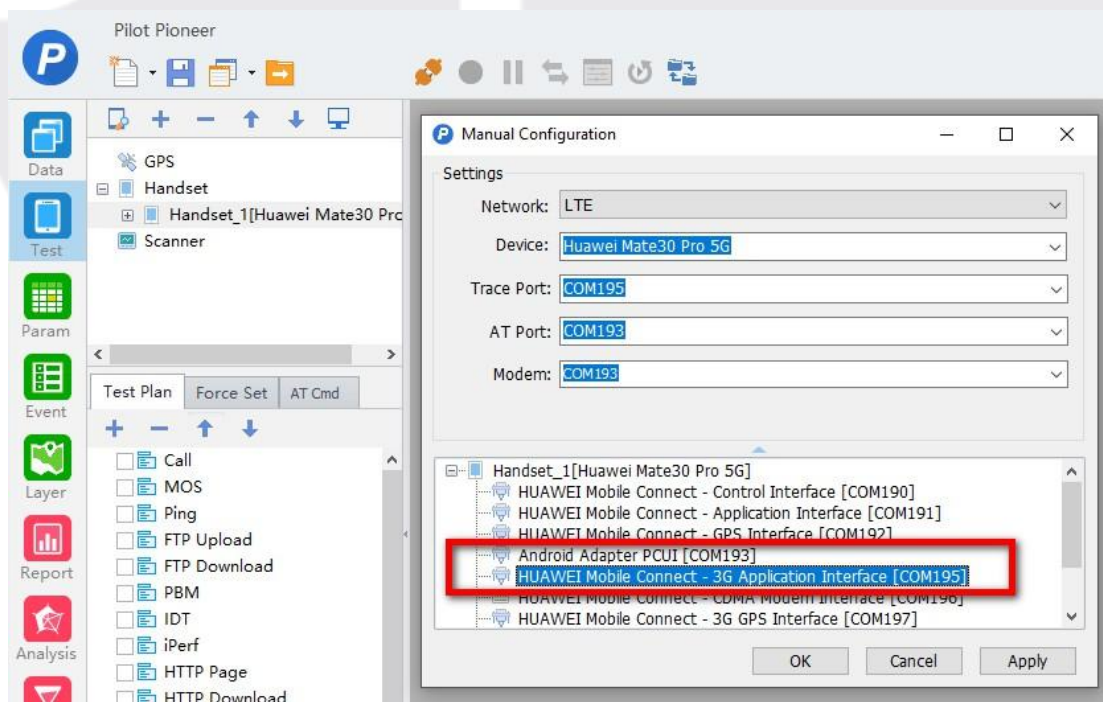 Pilot Pioneer
P
Data
Test
Param
Event
Layer
Report
Analysis
GPS
Handset
Handset_1[Huawei Mate30 Pro
Scanner
Test Plan
Force Set
AT Cmd
Call
MOS
Ping
FTP Upload
FTP Download
PBM
IDT
iPerf
HTTP Page
HTTP Download
P Manual Configuration
Settings
Network: LTE
Device: Huawei Mate30 Pro 5G
Trace Port: COM195
AT Port: COM193
Modem: COM193
Handset_1[Huawei Mate30 Pro 5G]
HUAWEI Mobile Connect - Control Interface [COM190]
HUAWEI Mobile Connect - Application Interface [COM191]
HUAWEI Mobile Connect - GPS Interface [COM192]
Android Adapter PCUI [COM193]
HUAWEI Mobile Connect - 3G Application Interface [COM195]
HUAWEI Mobile Connect - CDMA Modem Interface [COM196]
HUAWEI Mobile Connect - 3G GPS Interface [COM197]
OK
Cancel
Apply